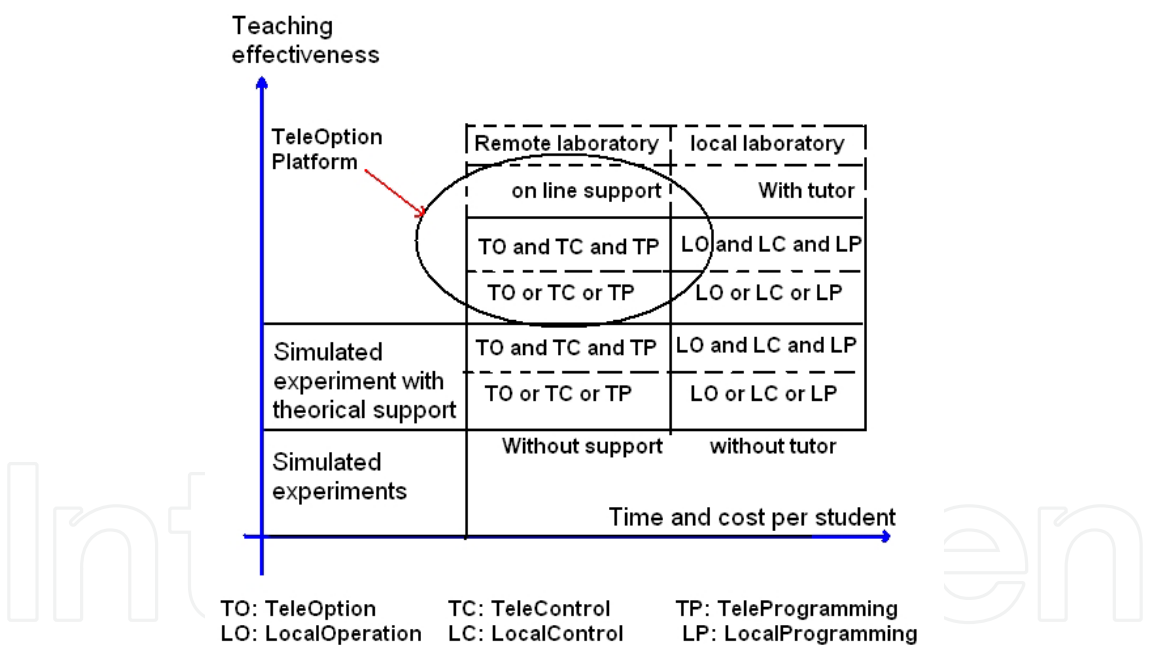 Teaching
effectiveness
TeleOption
Platform
Remote laboratory
local laboratory
on line support
With tutor
TO and TC and TP
LO and LC and LP
TO or TC or TP
LO or LC or LP
Simulated
experiment with
theorical support
TO and TC and TP
LO and LC and LP
TO or TC or TP
LO or LC or LP
Without support
without tutor
Simulated
experiments
Time and cost per student
TO: TeleOption
TC: TeleControl
TP: TeleProgramming
LO: LocalOperation
LC: LocalControl
LP: LocalProgramming